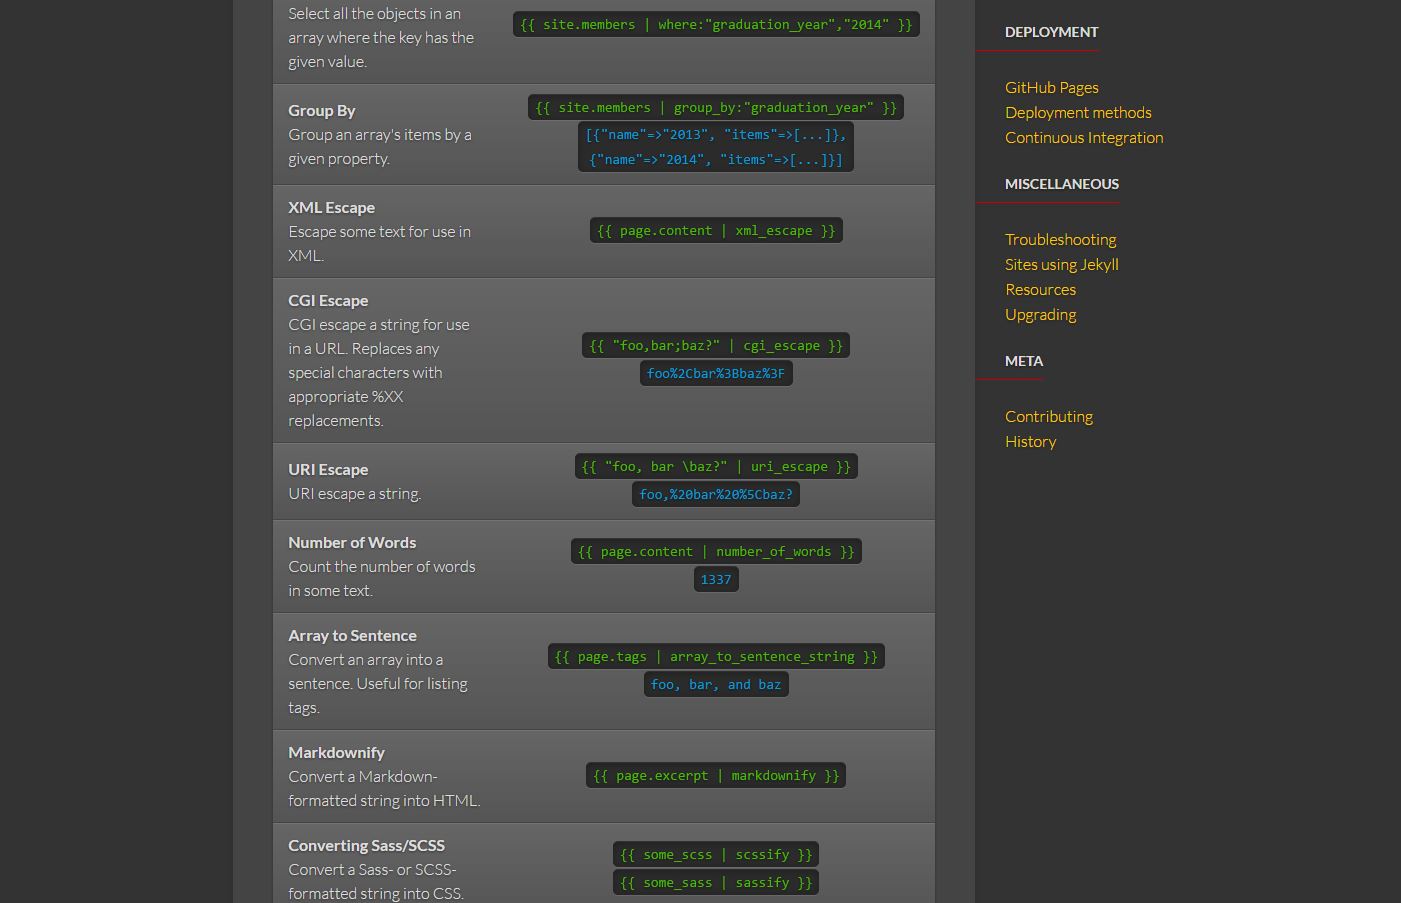 Select all the objects in an
array where the key has the
given value.
{{ site.members | where:"graduation_year","2014" }}
Group By
Group an array's items by a
given property.
{{ site.members | group_by:"graduation_year" }}
[{"name"=>"2013", "items"=>[...]},
{"name"=>"2014", "items"=>[...]}]
XML Escape
Escape some text for use in
XML.
{{ page.content | xml_escape }}
CGI Escape
CGI escape a string for use
in a URL. Replaces any
special characters with
appropriate %XX
replacements.
{{ "foo,bar;baz?" | cgi_escape }}
foo%2Cbar%3Bbaz%3F
URI Escape
URI escape a string.
{{ "foo, bar \baz?" | uri_escape }}
foo,%20bar%20%5Cbaz?
Number of Words
Count the number of words
in some text.
{{ page.content | number_of_words }}
1337
Array to Sentence
Convert an array into a
sentence. Useful for listing
tags.
{{ page.tags | array_to_sentence_string }}
foo, bar, and baz
Markdownify
Convert a Markdown-
formatted string into HTML.
{{ page.excerpt | markdownify }}
Converting Sass/SCSS
Convert a Sass- or SCSS-
formatted string into CSS.
{{ some_scss | scssify }}
{{ some_sass | sassify }}
DEPLOYMENT
GitHub Pages
Deployment methods
Continuous Integration
MISCELLANEOUS
Troubleshooting
Sites using Jekyll
Resources
Upgrading
META
Contributing
History